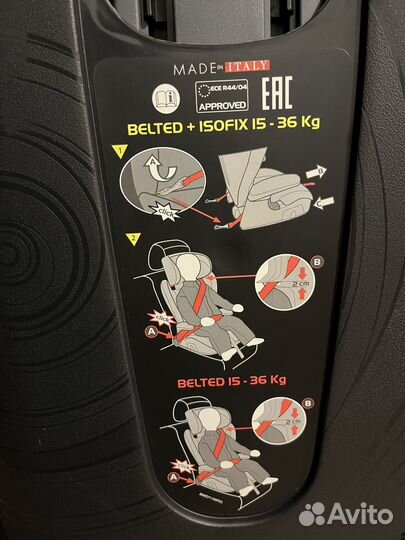 MADE IN ITALY
ECE R44/04
APPROVED
EAC
BELTED + ISOFIX 15 - 36 Kg
1
A
B
click
2
B
2 cm
click
A
BELTED 15 - 36 Kg
B
2 cm
click
A
Avito